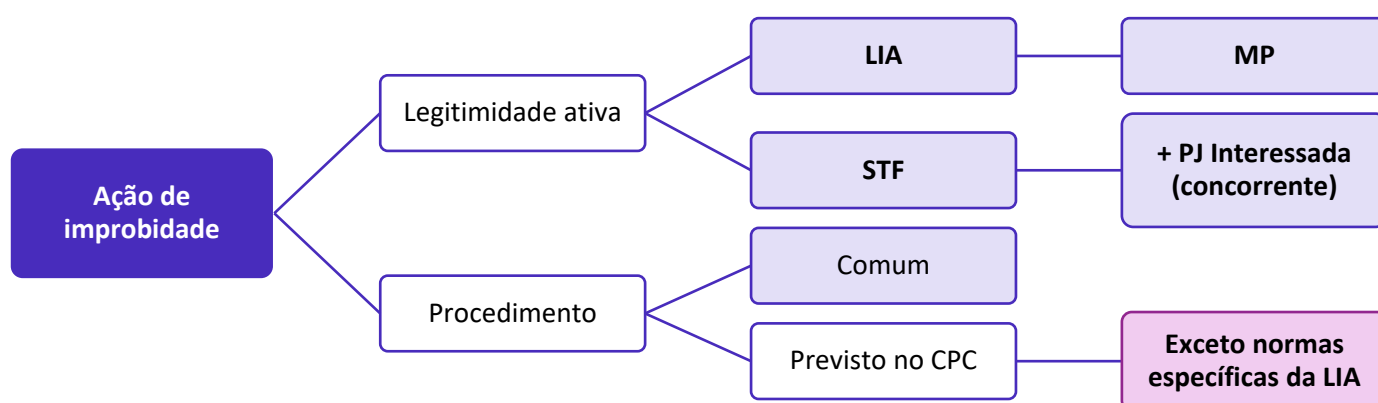 Ação de
improbidade
Legitimidade ativa
LIA
MP
STF
+ PJ Interessada
(concorrente)
Procedimento
Comum
Previsto no CPC
Exceto normas
específicas da LIA